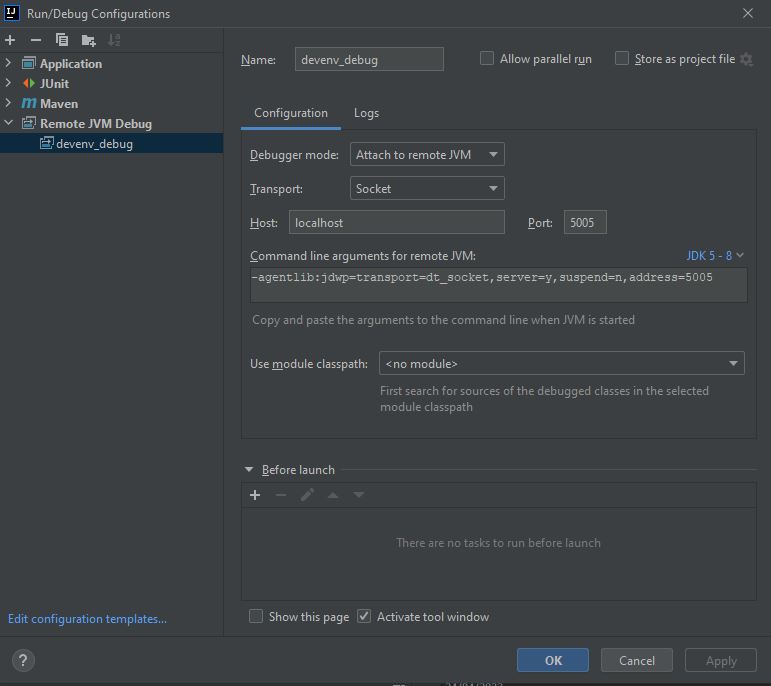 IJ Run/Debug Configurations
Name: devenv_debug Allow parallel run Store as project file
Application
JUnit
m Maven
Remote JVM Debug
devenv_debug
Configuration Logs
Debugger mode: Attach to remote JVM
Transport: Socket
Host: localhost Port: 5005
Command line arguments for remote JVM: JDK 5 - 8
-agentlib:jdwp=transport=dt_socket,server=y,suspend=n,address=5005
Copy and paste the arguments to the command line when JVM is started
Use module classpath: <no module>
First search for sources of the debugged classes in the selected
module classpath
Before launch
There are no tasks to run before launch
Show this page Activate tool window
Edit configuration templates...
? OK Cancel Apply